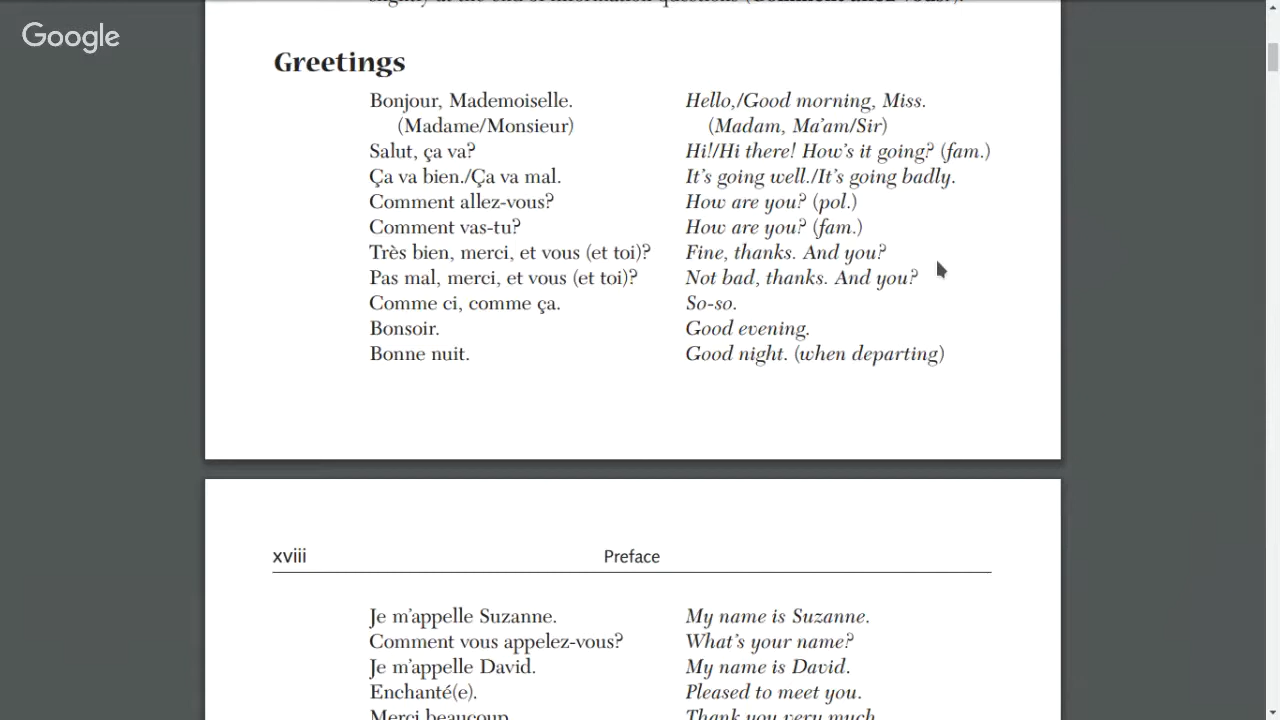 Google
Greetings
Bonjour, Mademoiselle. Hello,/Good morning, Miss.
(Madame/Monsieur) (Madam, Ma'am/Sir)
Salut, ça va? Hi!/Hi there! How's it going? (fam.)
Ça va bien./Ça va mal. It's going well./It's going badly.
Comment allez-vous? How are you? (pol.)
Comment vas-tu? How are you? (fam.)
Très bien, merci, et vous (et toi)? Fine, thanks. And you?
Pas mal, merci, et vous (et toi)? Not bad, thanks. And you?
Comme ci, comme ça. So-so.
Bonsoir. Good evening.
Bonne nuit. Good night. (when departing)
xviii Preface
Je m'appelle Suzanne. My name is Suzanne.
Comment vous appelez-vous? What's your name?
Je m'appelle David. My name is David.
Enchanté(e). Pleased to meet you.
Merci beaucoup. Thank you very much.